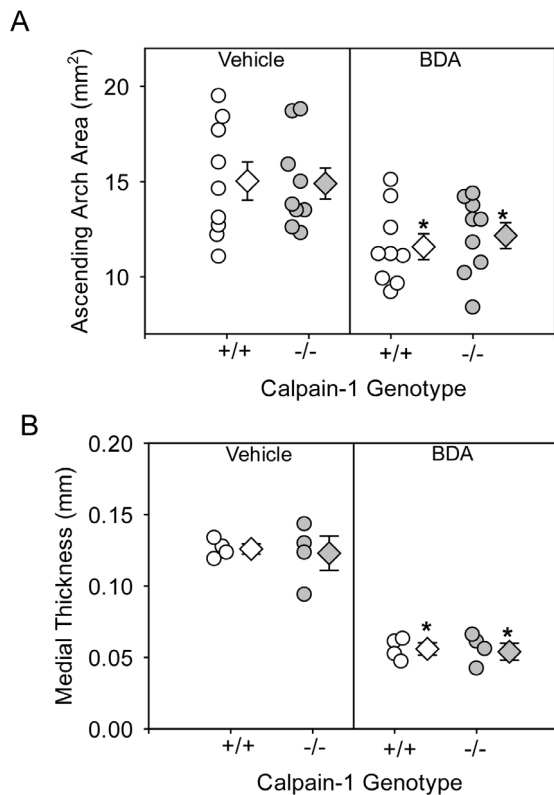 A
Vehicle
BDA
Ascending Arch Area (mm²)
20
15
10
*
*
+/+
-/-
+/+
-/-
Calpain-1 Genotype
B
Vehicle
BDA
Medial Thickness (mm)
0.20
0.15
0.10
0.05
0.00
*
*
+/+
-/-
+/+
-/-
Calpain-1 Genotype